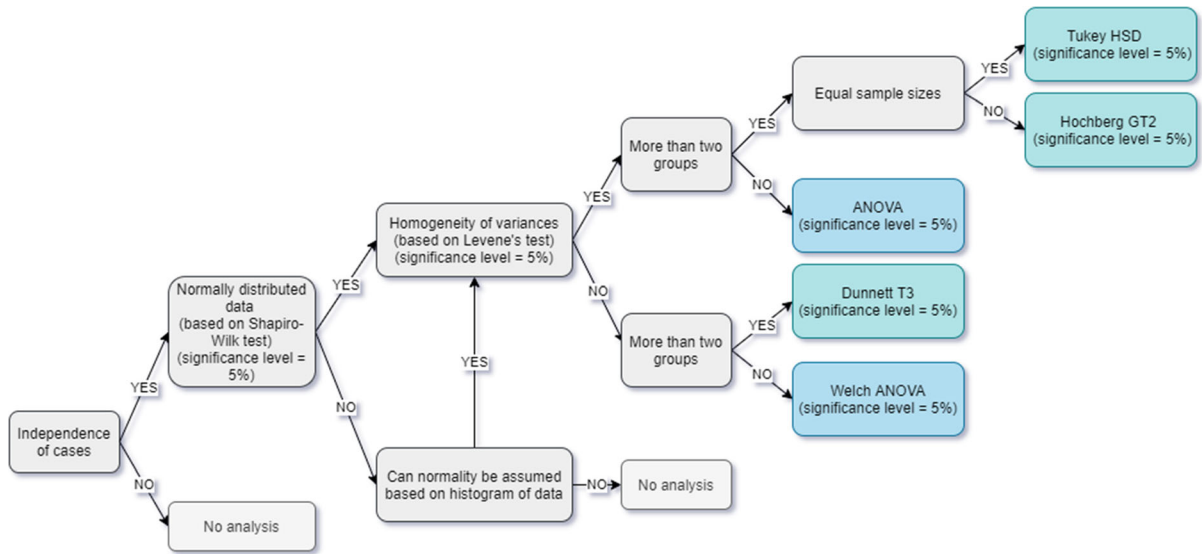 Tukey HSD
(significance level = 5%)
YES
Equal sample sizes
NO
Hochberg GT2
(significance level = 5%)
YES
More than two
groups
YES
NO
ANOVA
(significance level = 5%)
Homogeneity of variances
(based on Levene's test)
(significance level = 5%)
YES
Normally distributed
data
(based on Shapiro-
Wilk test)
(significance level =
5%)
NO
Dunnett T3
(significance level = 5%)
YES
More than two
groups
NO
Welch ANOVA
(significance level = 5%)
YES
YES
NO
Independence
of cases
NO
Can normality be assumed
based on histogram of data
NO
No analysis
No analysis